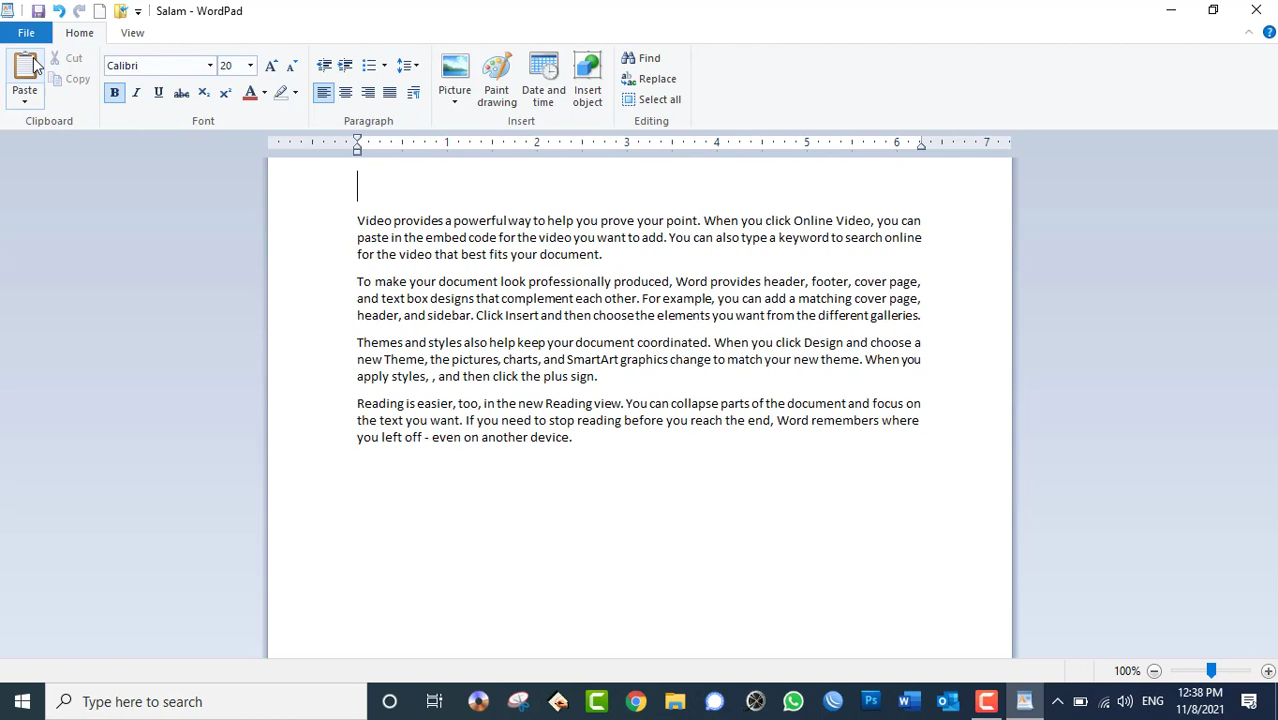 Salam - WordPad
File Home View
Paste Cut Copy
Calibri 20
B I U abc X₂ X²
Picture Paint drawing Date and time Insert object
Find
Replace
Select all
Clipboard Font Paragraph Insert Editing
1 2 3 4 5 6 7
Video provides a powerful way to help you prove your point. When you click Online Video, you can
paste in the embed code for the video you want to add. You can also type a keyword to search online
for the video that best fits your document.
To make your document look professionally produced, Word provides header, footer, cover page,
and text box designs that complement each other. For example, you can add a matching cover page,
header, and sidebar. Click Insert and then choose the elements you want from the different galleries.
Themes and styles also help keep your document coordinated. When you click Design and choose a
new Theme, the pictures, charts, and SmartArt graphics change to match your new theme. When you
apply styles, , and then click the plus sign.
Reading is easier, too, in the new Reading view. You can collapse parts of the document and focus on
the text you want. If you need to stop reading before you reach the end, Word remembers where
you left off - even on another device.
100%
Type here to search
ENG
12:38 PM
11/8/2021